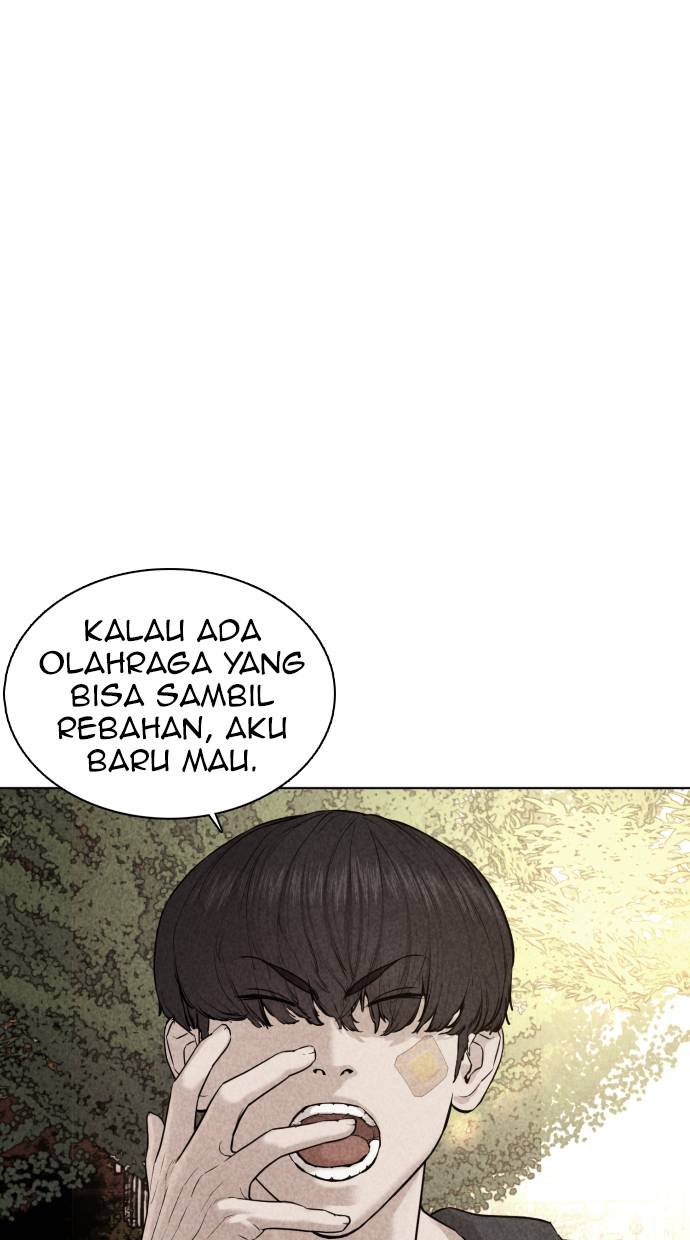 KALAU ADA
OLAHRAGA YANG
BISA SAMBIL
REBAHAN, AKU
BARU MAU.